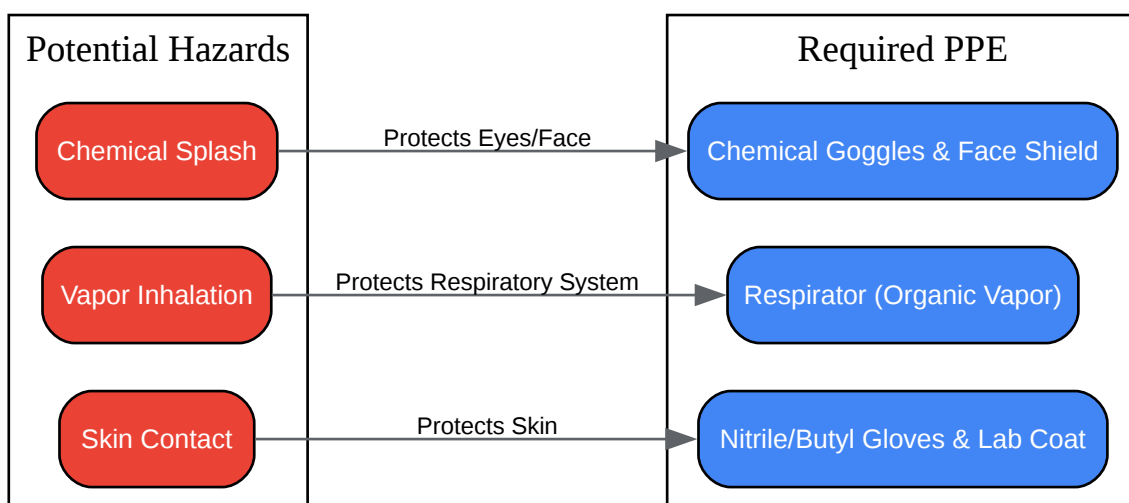 Potential Hazards
Required PPE
Chemical Splash
Protects Eyes/Face
Chemical Goggles & Face Shield
Vapor Inhalation
Protects Respiratory System
Respirator (Organic Vapor)
Skin Contact
Protects Skin
Nitrile/Butyl Gloves & Lab Coat